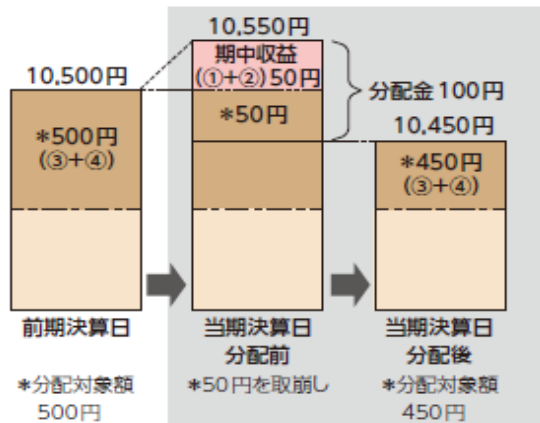 10,550円
期中収益
(①+②)50円
10,500円
分配金100円
*50円
*500円
(③+④)
10,450円
*450円
(③+④)
前期決算日
当期決算日
分配前
当期決算日
分配後
*分配対象額
500円
*50円を取崩し
*分配対象額
450円